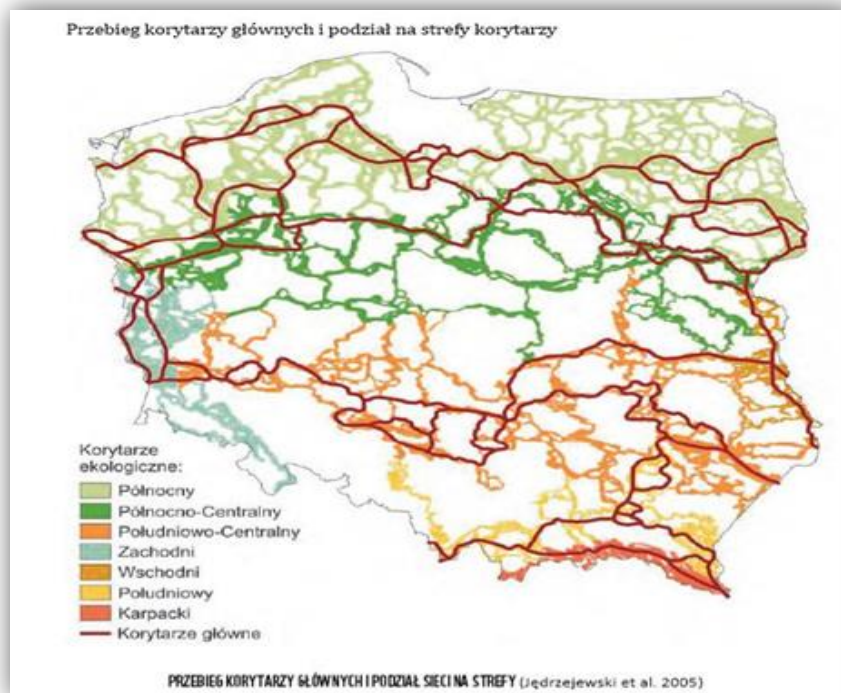 Przebieg korytarzy głównych i podział na strefy korytarzy
Korytarze
ekologiczne:
Północny
Północno-Centralny
Południowo-Centralny
Zachodni
Wschodni
Południowy
Karpacki
Korytarze główne
PRZEBIEG KORYTARZY GŁÓWNYCH I PODZIAŁ SIECI NA STREFY (Jędrzejewski et al. 2005)